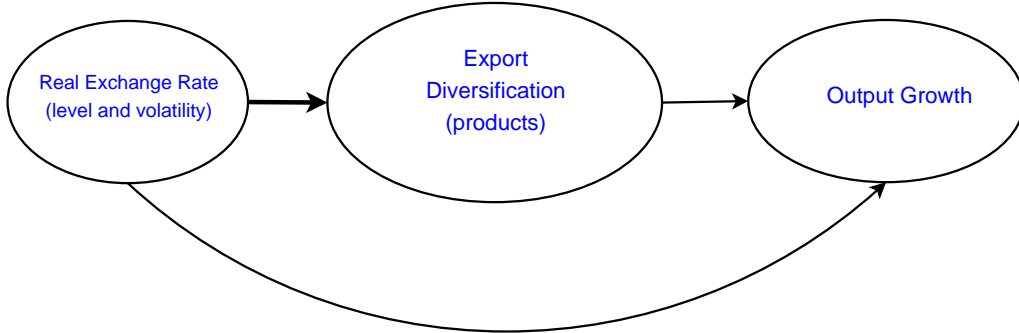 Real Exchange Rate
(level and volatility)
Export
Diversification
(products)
Output Growth